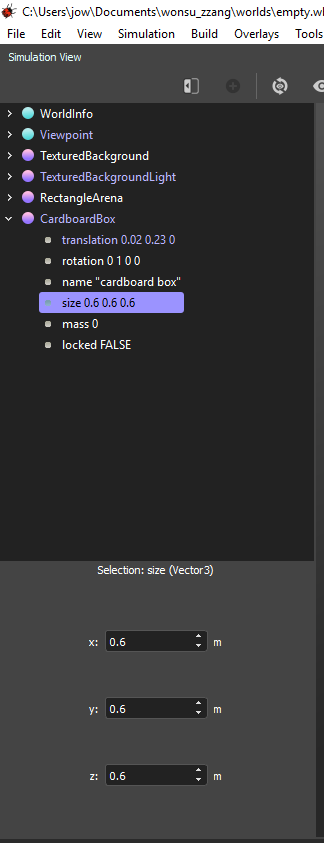 C:\Users\jow\Documents\wonsu_zzang\worlds\empty.w
File Edit View Simulation Build Overlays Tools
Simulation View
WorldInfo
Viewpoint
TexturedBackground
TexturedBackgroundLight
RectangleArena
CardboardBox
translation 0.02 0.23 0
rotation 0 1 0 0
name "cardboard box"
size 0.6 0.6 0.6
mass 0
locked FALSE
Selection: size (Vector3)
x: 0.6 m
y: 0.6 m
z: 0.6 m